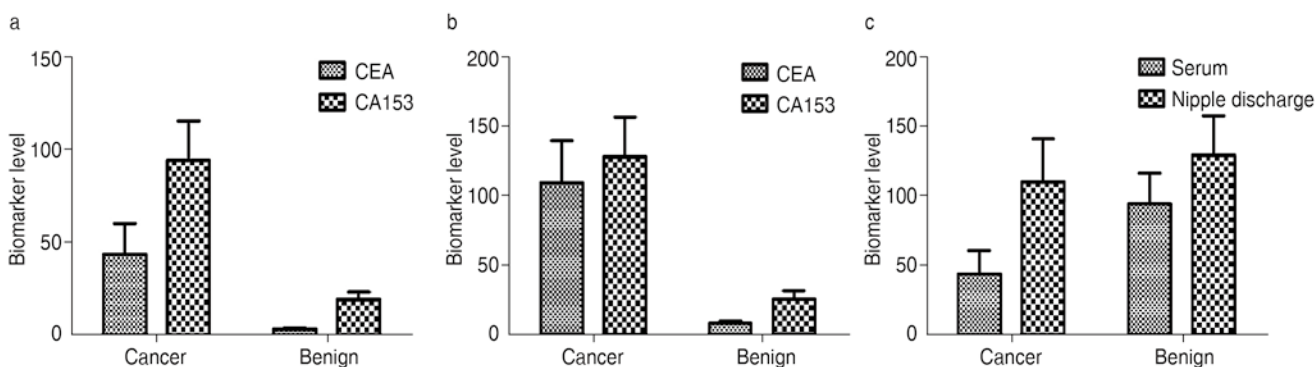 a
150
100
50
0
Biomarker level
CEA
CA153
Cancer Benign
b
200
150
100
50
0
Biomarker level
CEA
CA153
Cancer Benign
c
200
150
100
50
0
Biomarker level
Serum
Nipple discharge
Cancer Benign